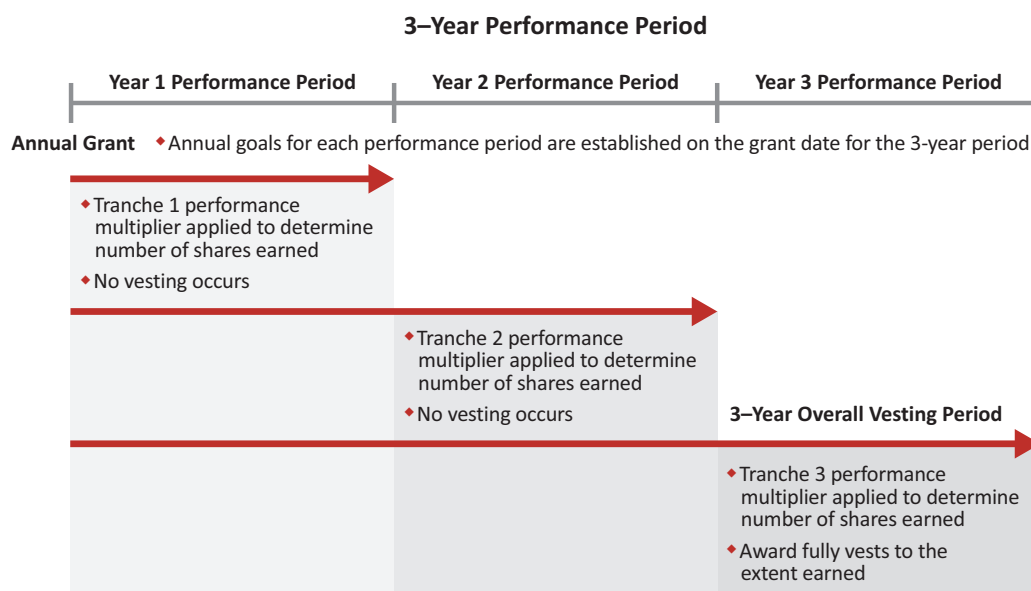 3–Year Performance Period
Year 1 Performance Period
Year 2 Performance Period
Year 3 Performance Period
Annual Grant ◆ Annual goals for each performance period are established on the grant date for the 3-year period.
◆ Tranche 1 performance
multiplier applied to determine
number of shares earned
◆ No vesting occurs
◆ Tranche 2 performance
multiplier applied to determine
number of shares earned
◆ No vesting occurs
3–Year Overall Vesting Period
◆ Tranche 3 performance
multiplier applied to determine
number of shares earned
◆ Award fully vests to the
extent earned